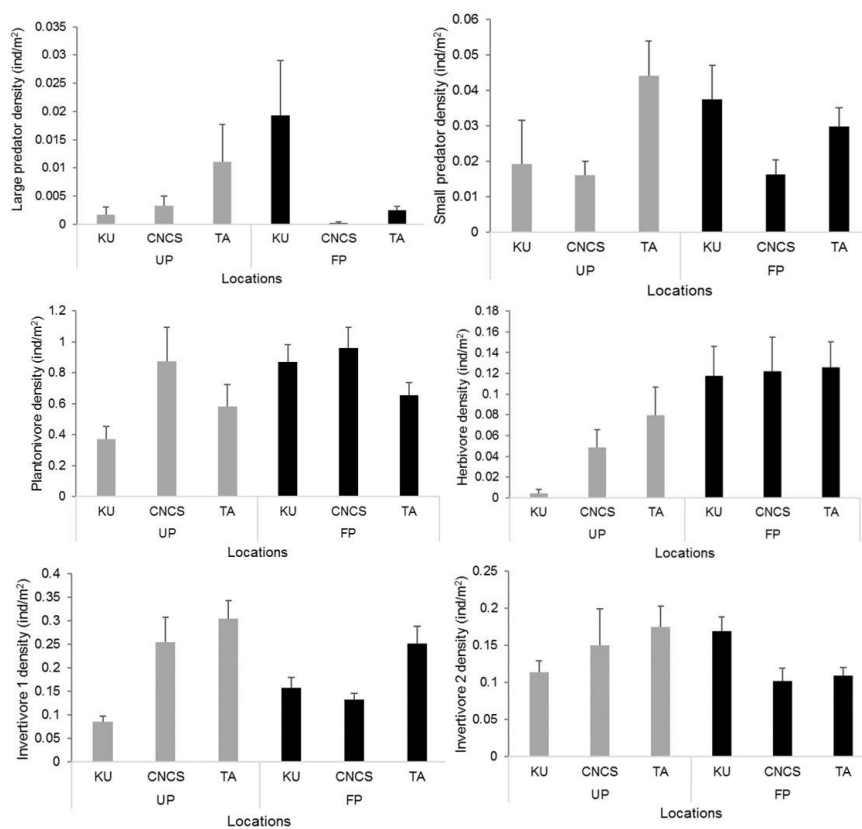 Large predator density (ind/m²)
0.035
0.03
0.025
0.02
0.015
0.01
0.005
0
KU CNCS TA KU CNCS TA
UP FP
Locations
Small predator density (ind/m²)
0.06
0.05
0.04
0.03
0.02
0.01
0
KU CNCS TA KU CNCS TA
UP FP
Locations
Plantonivore density (ind/m²)
1.2
1
0.8
0.6
0.4
0.2
0
KU CNCS TA KU CNCS TA
UP FP
Locations
Herbivore density (ind/m²)
0.18
0.16
0.14
0.12
0.1
0.08
0.06
0.04
0.02
0
KU CNCS TA KU CNCS TA
UP FP
Locations
Invertivore 1 density (ind/m²)
0.4
0.35
0.3
0.25
0.2
0.15
0.1
0.05
0
KU CNCS TA KU CNCS TA
UP FP
Locations
Invertivore 2 density (ind/m²)
0.25
0.2
0.15
0.1
0.05
0
KU CNCS TA KU CNCS TA
UP FP
Locations